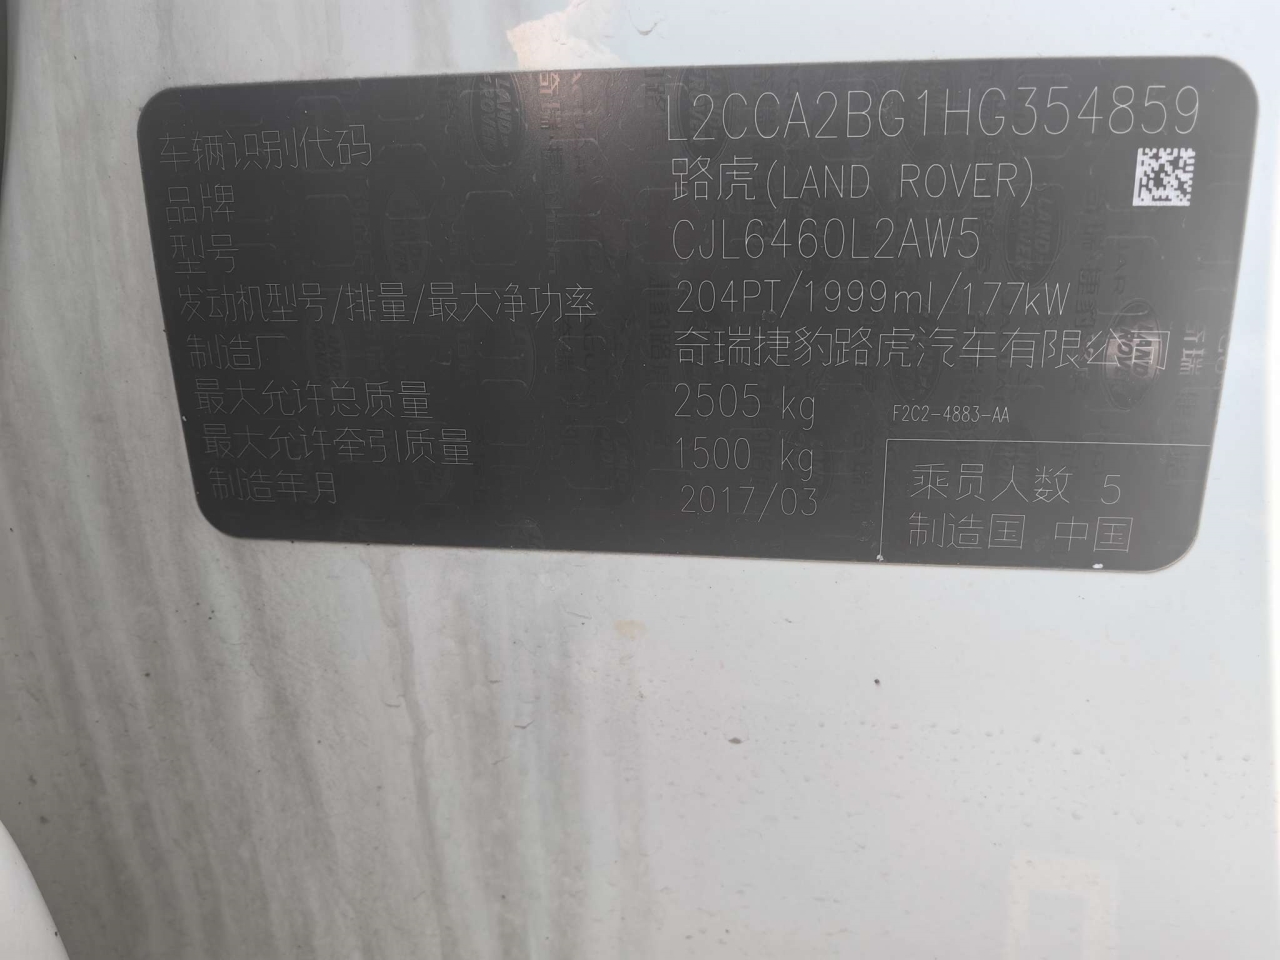 车辆识别代码 L2CCA2BG1HG354859
品牌 路虎(LAND ROVER)
型号 CJL6460L2AW5
发动机型号/排量/最大净功率 204PT/1999ml/177kW
制造厂 奇瑞捷豹路虎汽车有限公司
最大允许总质量 2505 kg
F2C2-4883-AA
最大允许牵引质量 1500 kg
制造年月 2017/03
乘员人数 5
制造国 中国